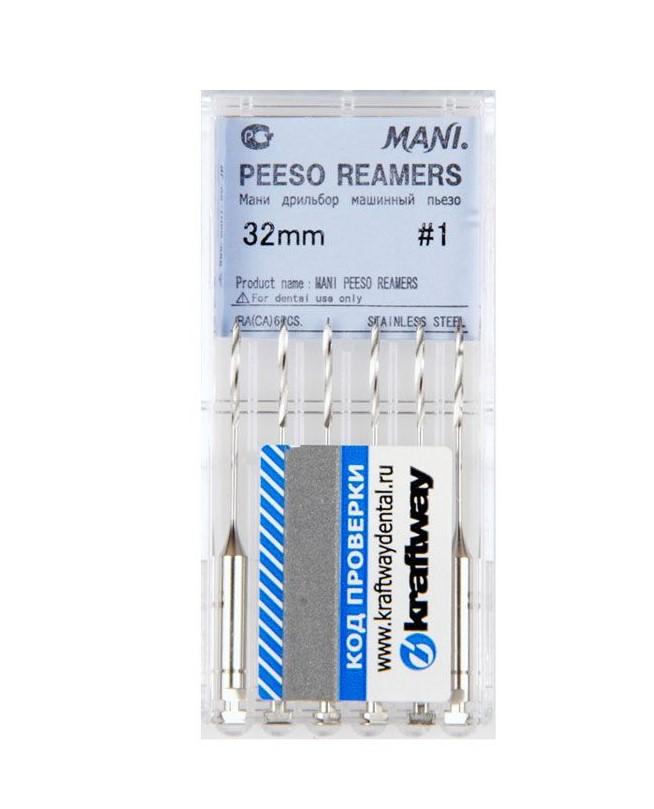 MANI.
PEESO REAMERS
Мани дрильбор машинный пьезо
32mm #1
Product name : MANI PEESO REAMERS
⚠For dental use only
RA(CA)6PCS. STAINLESS STEEL
КОД ПРОВЕРКИ
www.kraftwaydental.ru
kraftway